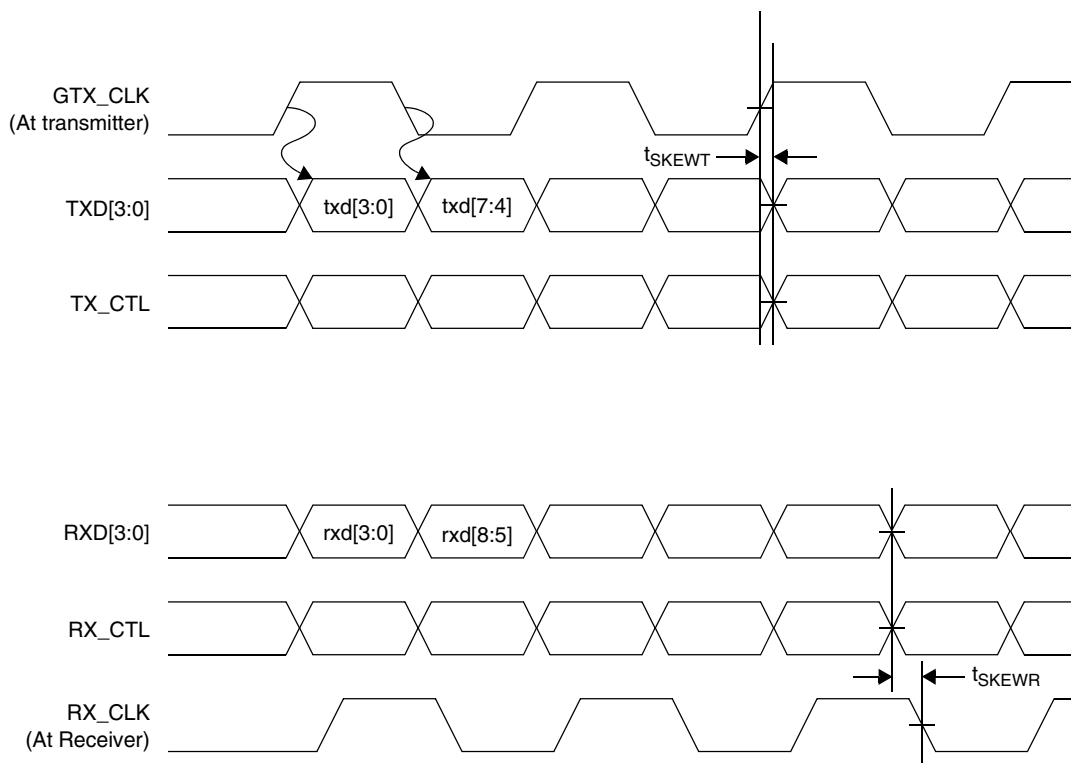 GTX_CLK
(At transmitter)
tSKEWT
TXD[3:0]
txd[3:0]
txd[7:4]
TX_CTL
RXD[3:0]
rxd[3:0]
rxd[8:5]
RX_CTL
tSKEWR
RX_CLK
(At Receiver)